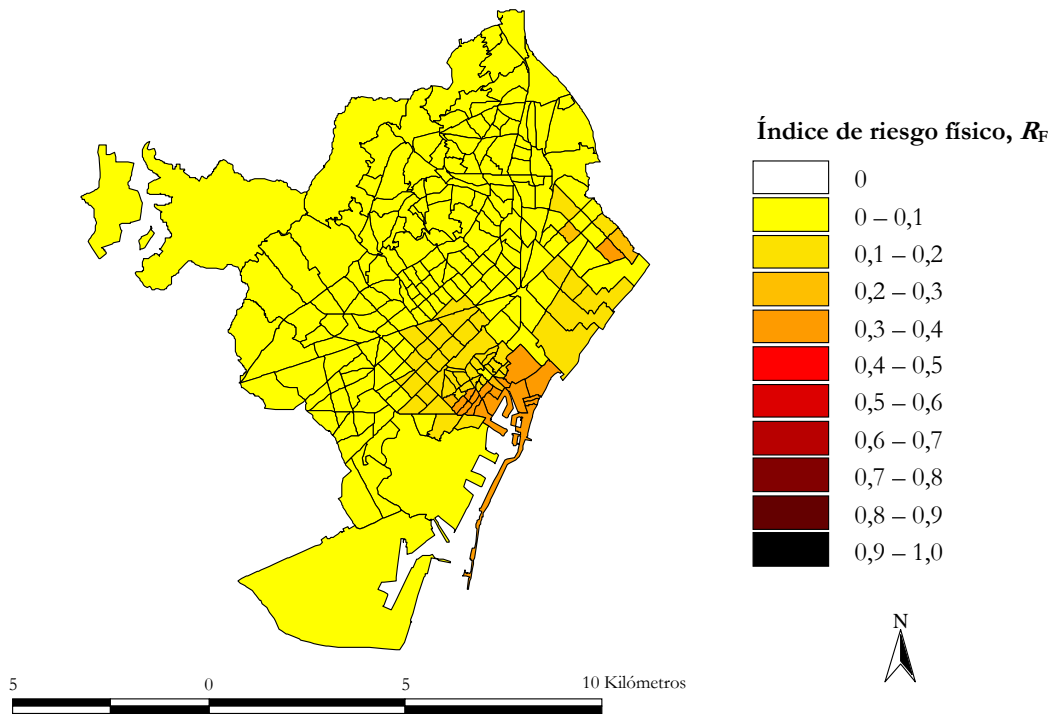 Índice de riesgo físico, RF
0
0 – 0,1
0,1 – 0,2
0,2 – 0,3
0,3 – 0,4
0,4 – 0,5
0,5 – 0,6
0,6 – 0,7
0,7 – 0,8
0,8 – 0,9
0,9 – 1,0
N
5 0 5 10 Kilómetros